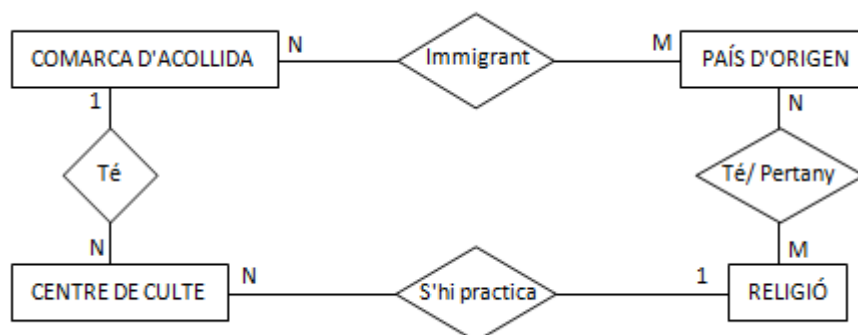 COMARCA D'ACOLLIDA
N
Immigrant
M
PAÍS D'ORIGEN
1
N
Té
Té/ Pertany
N
M
CENTRE DE CULTE
N
S'hi practica
1
RELIGIÓ